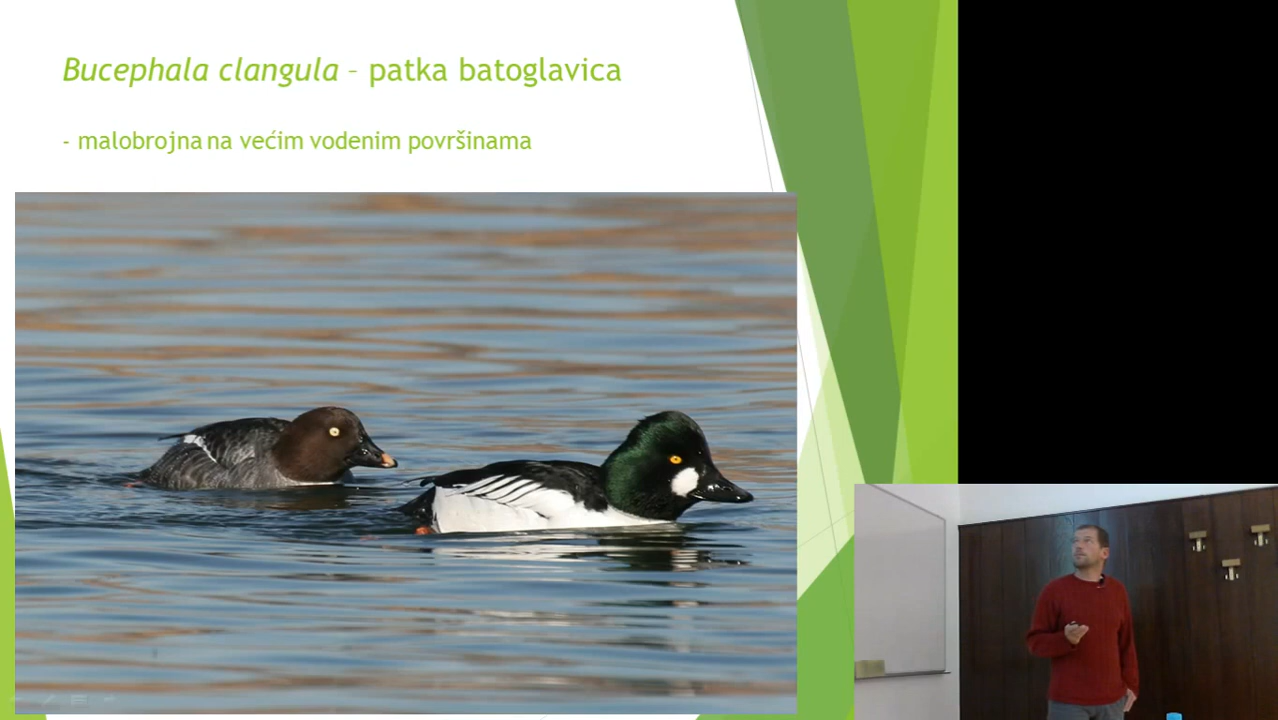 Bucephala clangula – patka batoglavica
- malobrojna na većim vodenim površinama